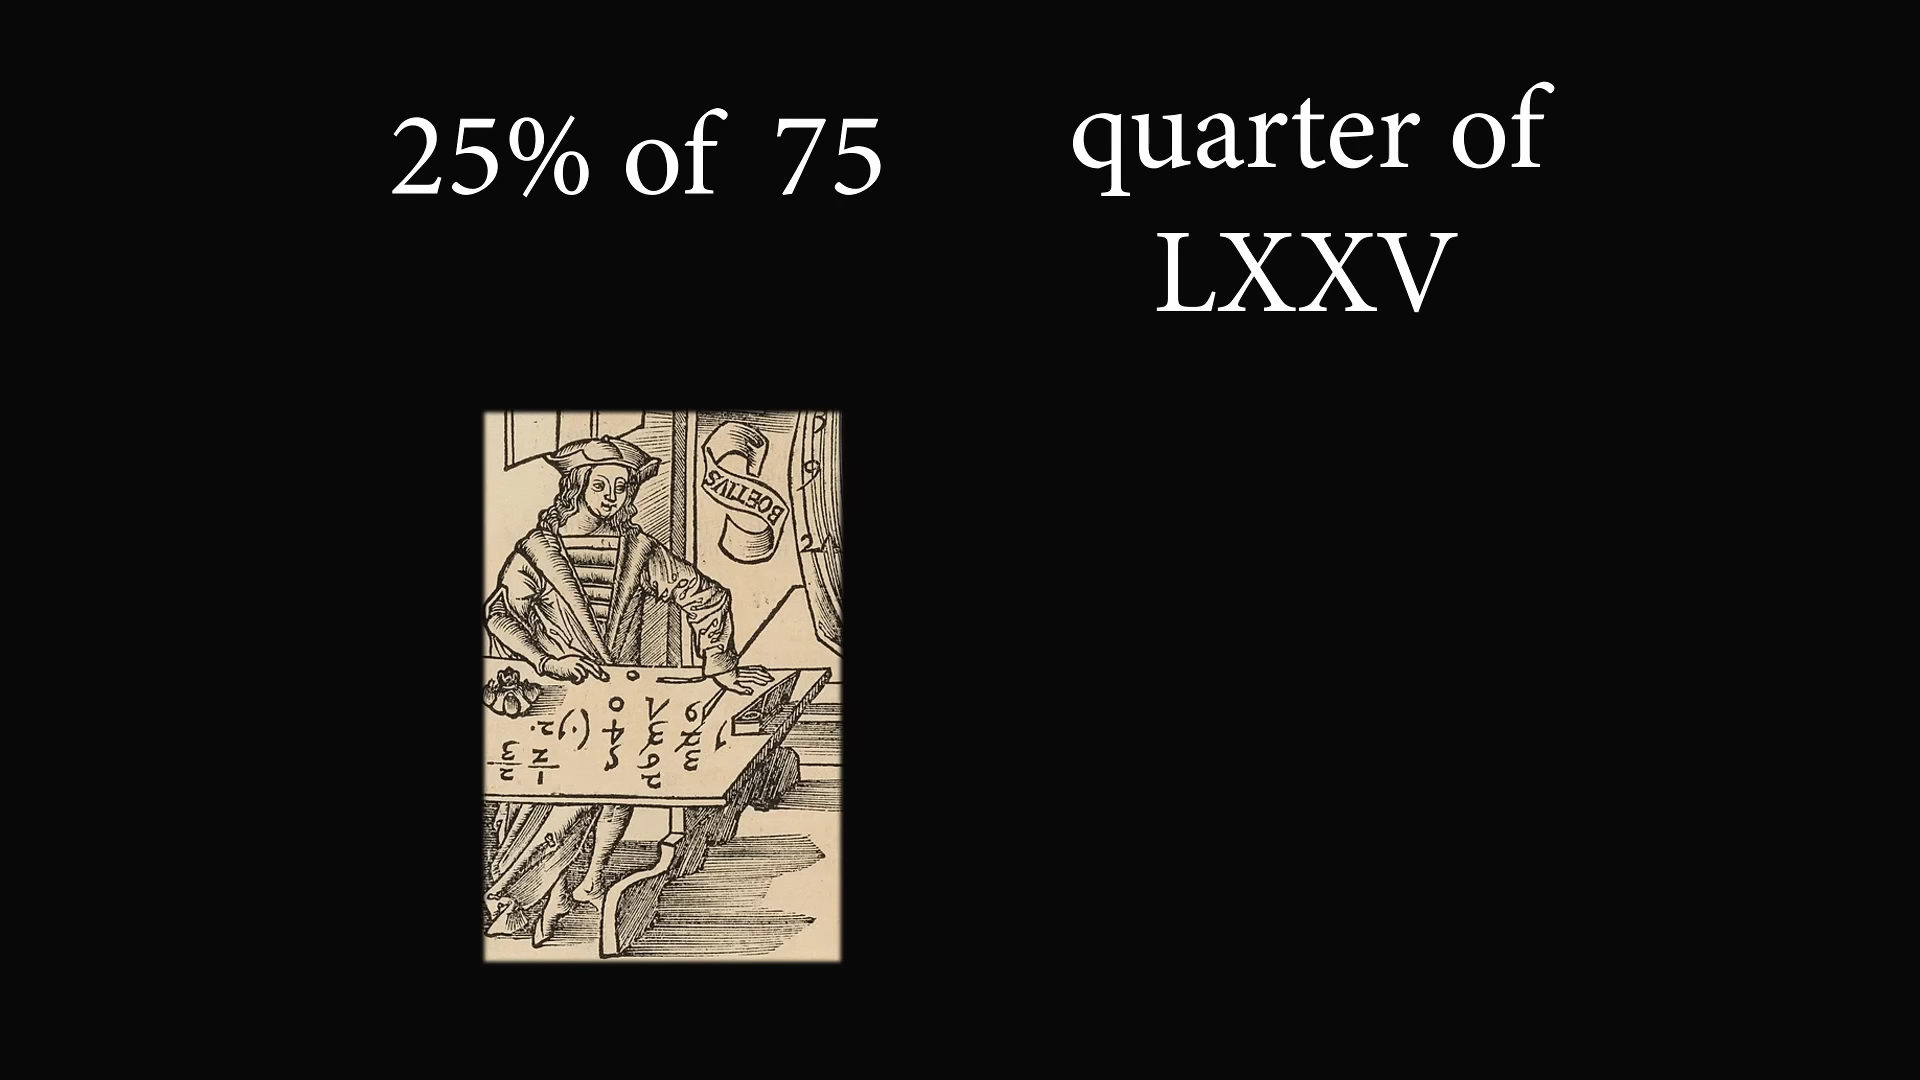 25% of 75
quarter of
LXXV
BOETIVS